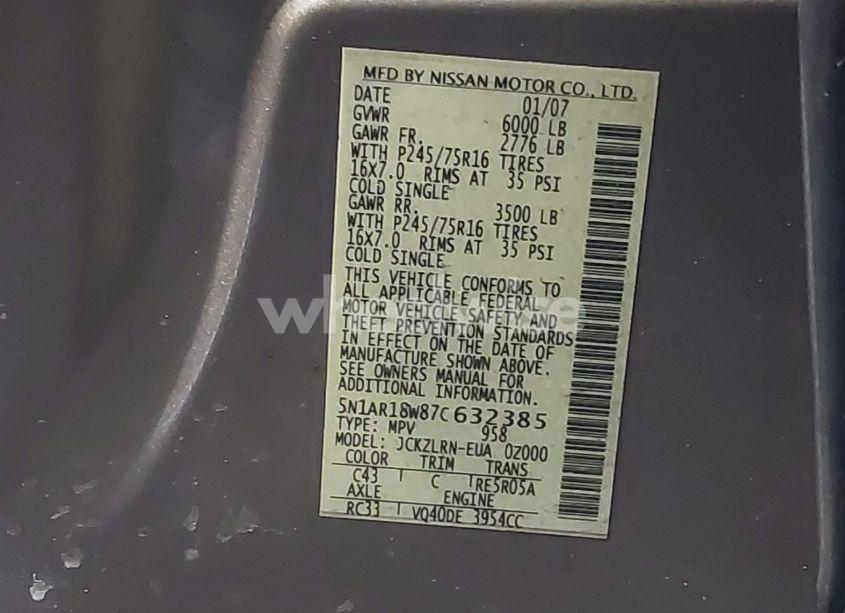 MFD BY NISSAN MOTOR CO., LTD.
DATE 01/07
GVWR 6000 LB
GAWR FR. 2776 LB
WITH P245/75R16 TIRES
16X7.0 RIMS AT 35 PSI
COLD SINGLE
GAWR RR. 3500 LB
WITH P245/75R16 TIRES
16X7.0 RIMS AT 35 PSI
COLD SINGLE
THIS VEHICLE CONFORMS TO
ALL APPLICABLE FEDERAL
MOTOR VEHICLE SAFETY AND
THEFT PREVENTION STANDARDS
IN EFFECT ON THE DATE OF
MANUFACTURE SHOWN ABOVE.
SEE OWNERS MANUAL FOR
ADDITIONAL INFORMATION.
5N1AR18W87C632385
TYPE: MPV 958
MODEL: JCKZLRN-EUA 0Z000
COLOR TRIM TRANS
C43 C RE5R05A
AXLE ENGINE
RC33 VQ40DE 3954CC